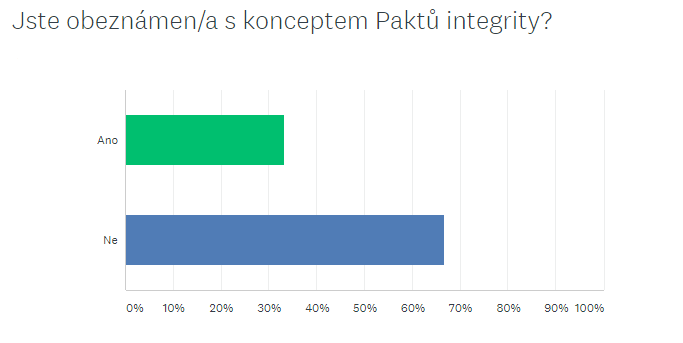 Jste obeznámen/a s konceptem Paktů integrity?
Ano
Ne
0% 10% 20% 30% 40% 50% 60% 70% 80% 90% 100%